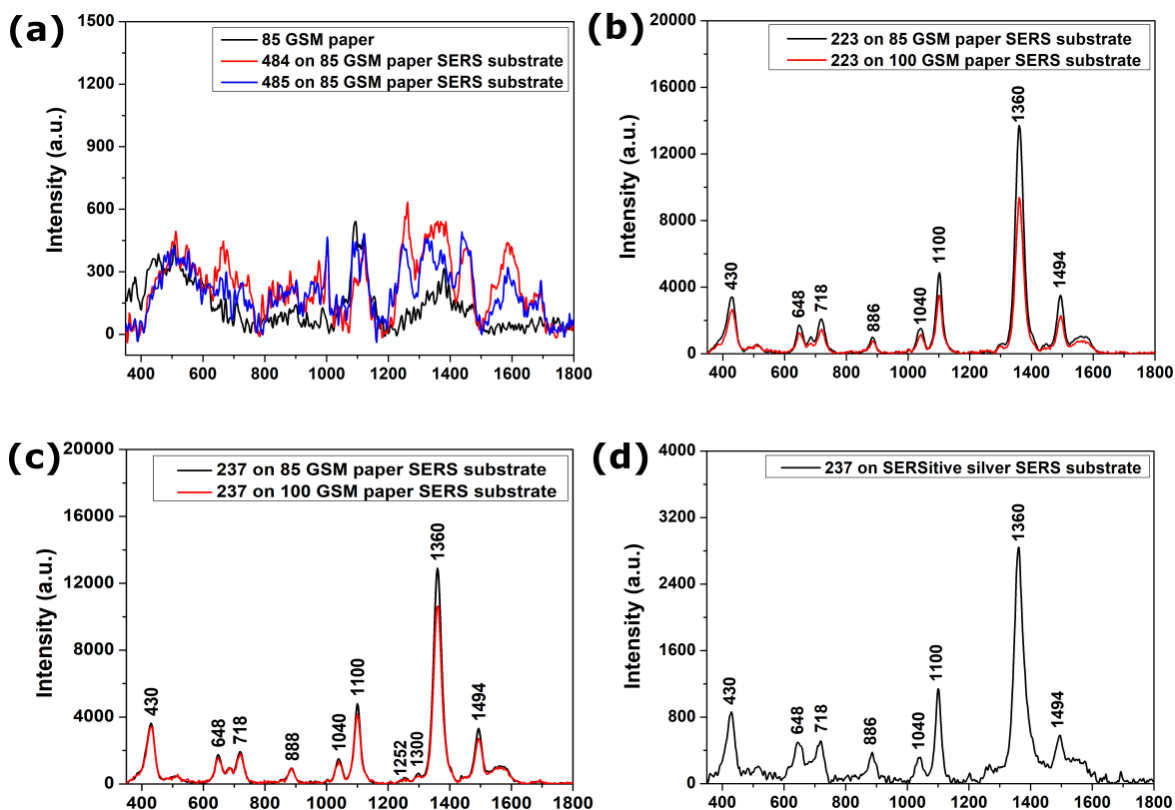 (a)
1500
1200
900
600
300
0
Intensity (a.u.)
85 GSM paper
484 on 85 GSM paper SERS substrate
485 on 85 GSM paper SERS substrate
400 600 800 1000 1200 1400 1600 1800
(b)
20000
16000
12000
8000
4000
0
Intensity (a.u.)
223 on 85 GSM paper SERS substrate
223 on 100 GSM paper SERS substrate
430
648
718
886
1040
1100
1360
1494
400 600 800 1000 1200 1400 1600 1800
(c)
20000
16000
12000
8000
4000
0
Intensity (a.u.)
237 on 85 GSM paper SERS substrate
237 on 100 GSM paper SERS substrate
430
648
718
888
1040
1100
1252
1300
1360
1494
400 600 800 1000 1200 1400 1600 1800
(d)
4000
3200
2400
1600
800
0
Intensity (a.u.)
237 on SERSitive silver SERS substrate
430
648
718
886
1040
1100
1360
1494
400 600 800 1000 1200 1400 1600 1800